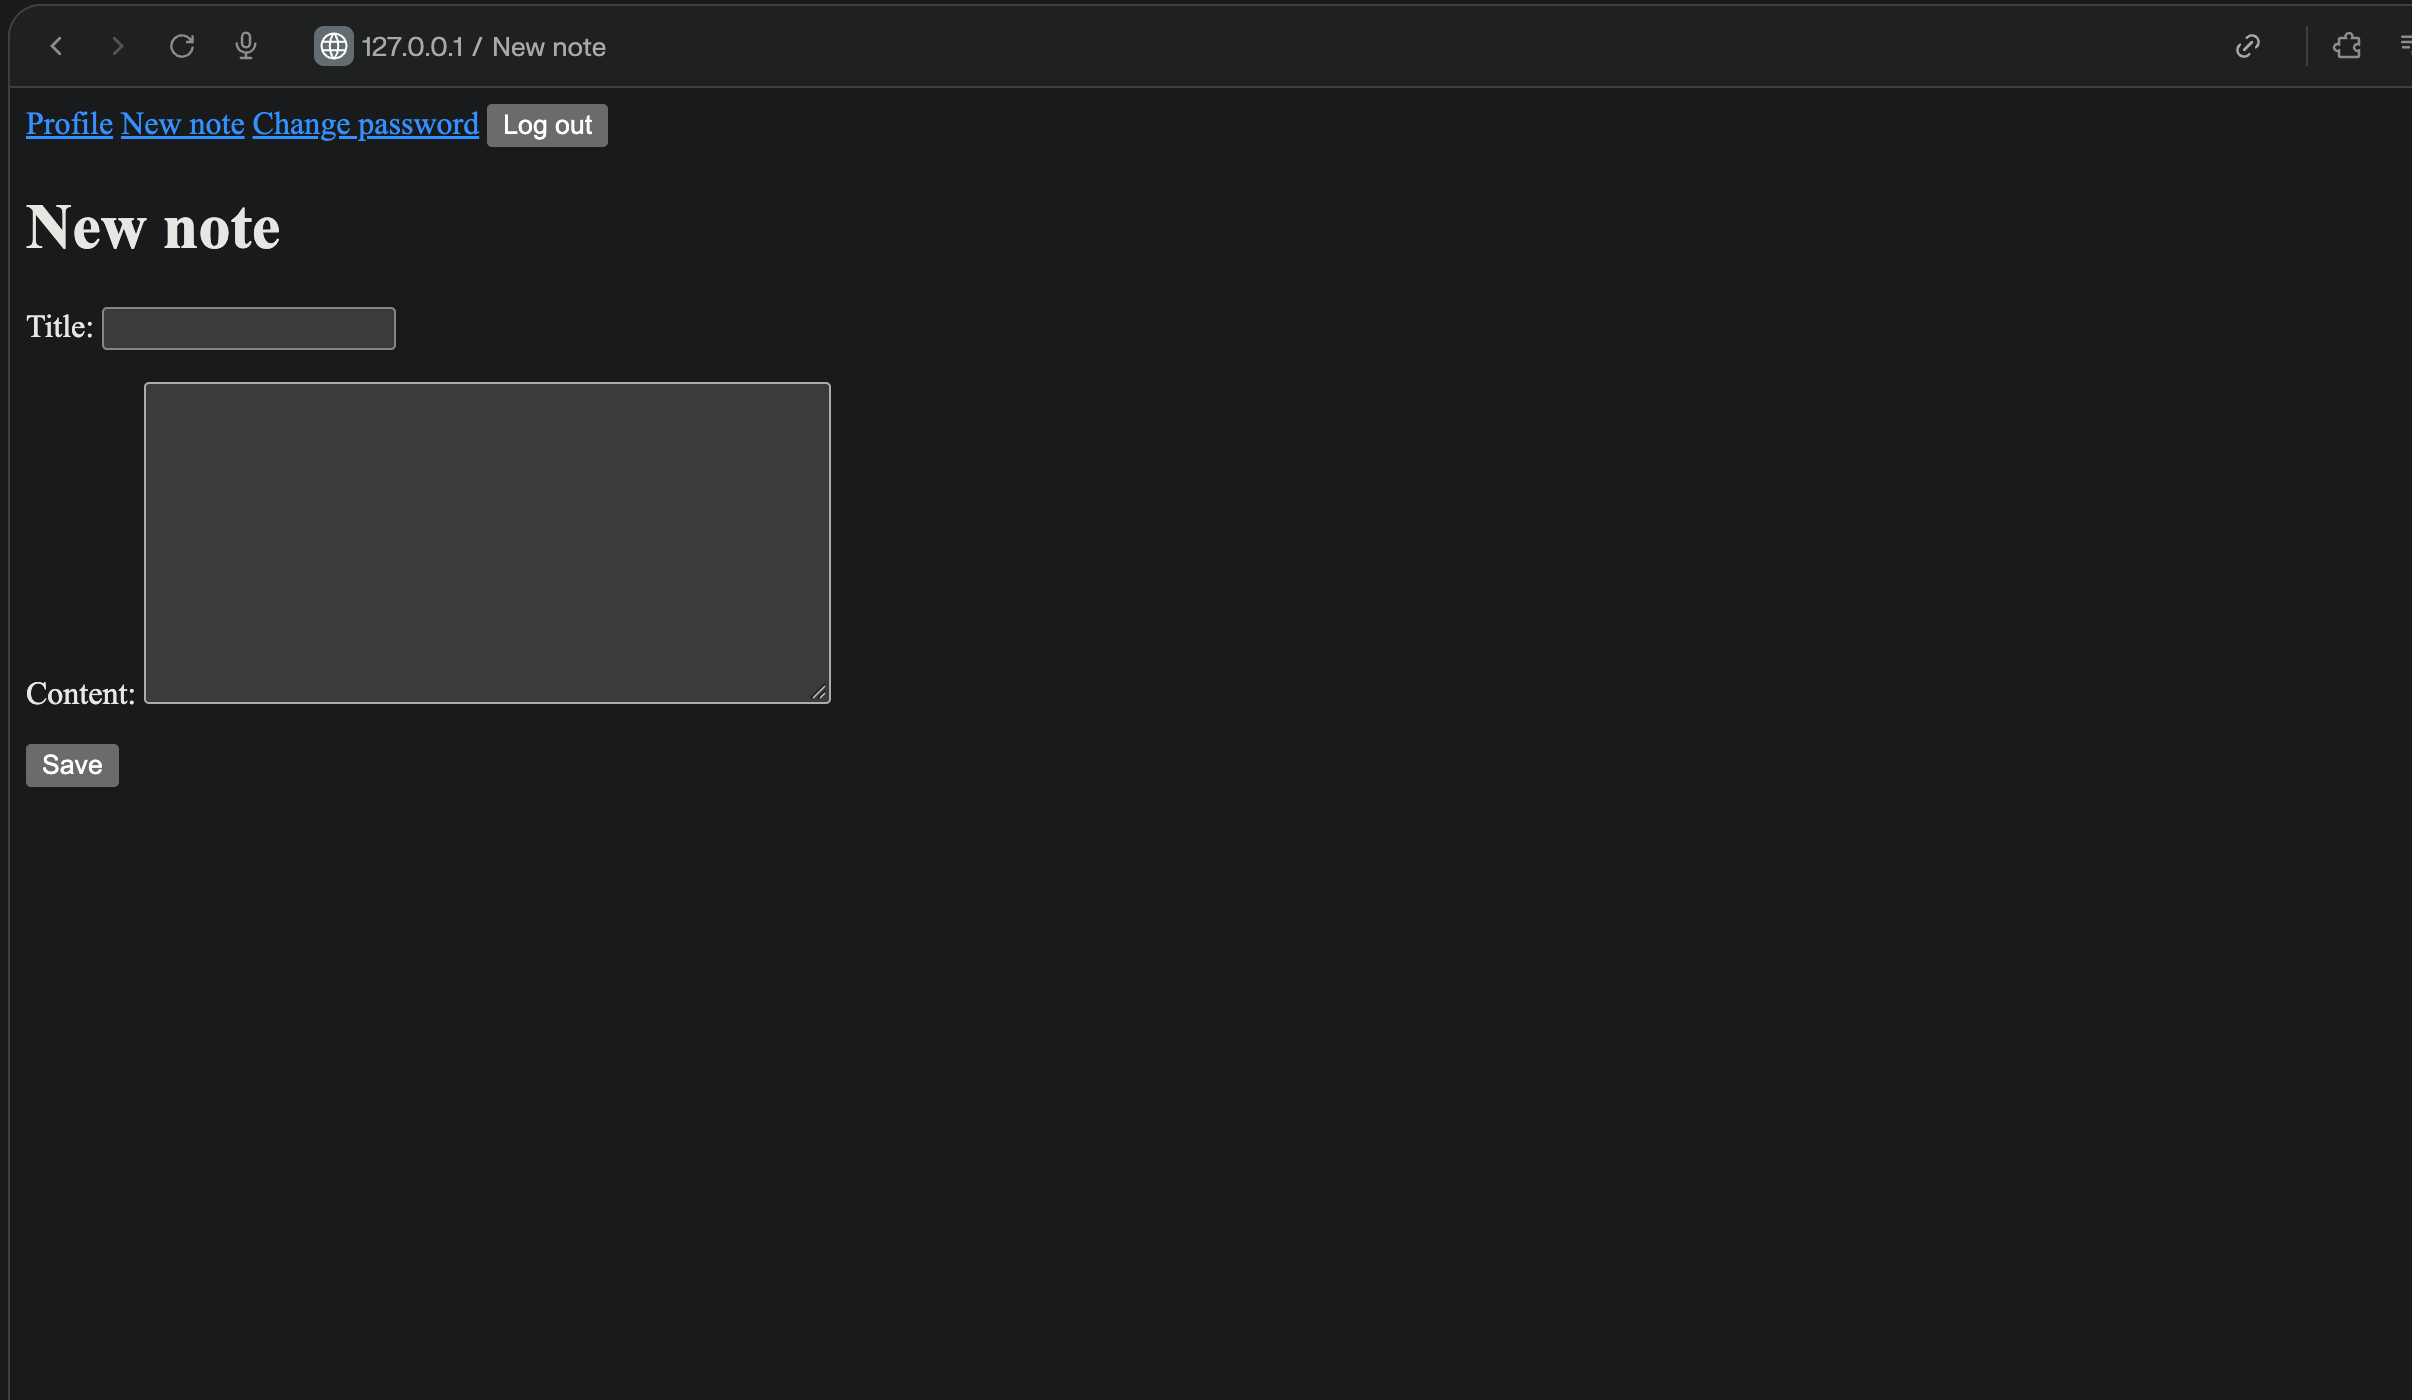 127.0.0.1 / New note
Profile New note Change password Log out
New note
Title:
Content:
Save